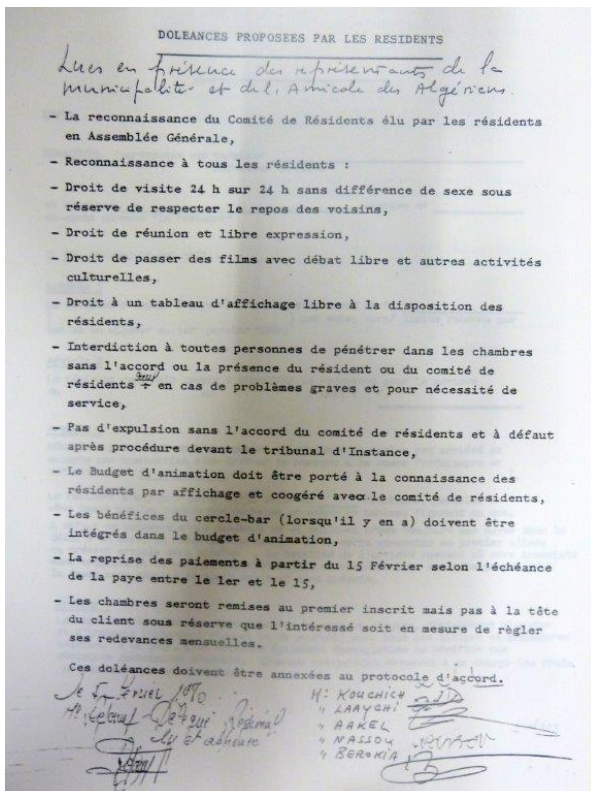 DOLEANCES PROPOSEES PAR LES RESIDENTS
Lues en présence des représentants de la
municipalité et de l'Amicale des Algériens.
- La reconnaissance du Comité de Résidents élu par les résidents
en Assemblée Générale,
- Reconnaissance à tous les résidents :
- Droit de visite 24 h sur 24 h sans différence de sexe sous
réserve de respecter le repos des voisins,
- Droit de réunion et libre expression,
- Droit de passer des films avec débat libre et autres activités
culturelles,
- Droit à un tableau d'affichage libre à la disposition des
résidents,
- Interdiction à toutes personnes de pénétrer dans les chambres
sans l'accord ou la présence du résident ou du comité de
résidents sauf en cas de problèmes graves et pour nécessité de
service,
- Pas d'expulsion sans l'accord du comité de résidents et à défaut
après procédure devant le tribunal d'Instance,
- Le Budget d'animation doit être porté à la connaissance des
résidents par affichage et coogéré avec le comité de résidents,
- Les bénéfices du cercle-bar (lorsqu'il y en a) doivent être
intégrés dans le budget d'animation,
- La reprise des paiements à partir du 15 Février selon l'échéance
de la paye entre le 1er et le 15,
- Les chambres seront remises au premier inscrit mais pas à la tête
du client sous réserve que l'intéressé soit en mesure de règler
ses redevances mensuelles.
Ces doléances doivent être annexées au protocole d'accord.
le 5 1980
Délégué Régional
Lu et approuvé
Mr KOUCHICH
" LAAYCHI
" AAKEL
" NASSOU
" BEROKIA